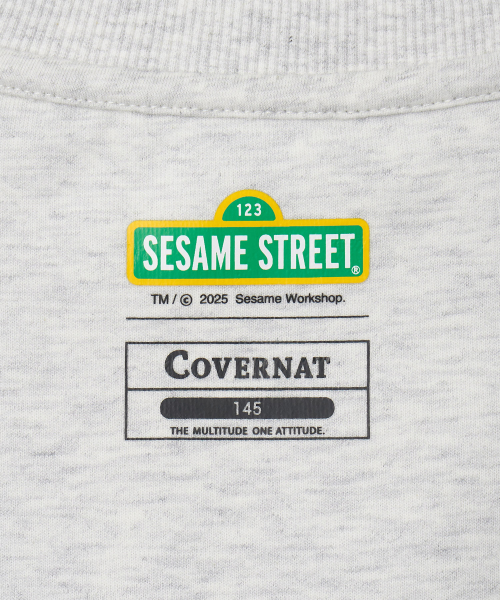 123
SESAME STREET®
TM / © 2025 Sesame Workshop.
COVERNAT
145
THE MULTITUDE ONE ATTITUDE.